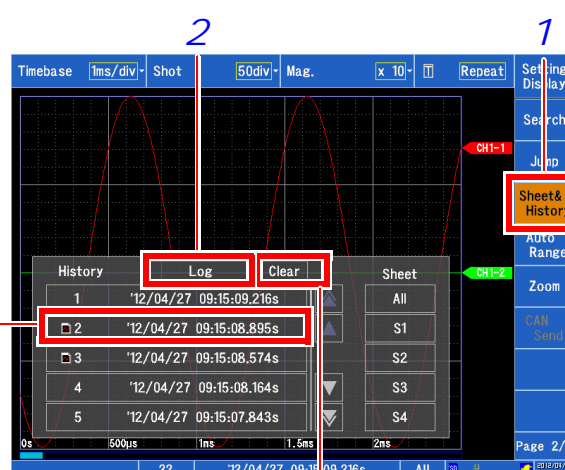 2 1
Timebase 1ms/div Shot 50div Mag. x 10 T Repeat
Setting
Display
Search
CH1-1
Jump
Sheet&
History
Auto
Range
History Log Clear Sheet
CH1-2
1 '12/04/27 09:15:09.216s All
Zoom
2 '12/04/27 09:15:08.895s S1
CAN
Send
3 '12/04/27 09:15:08.574s S2
4 '12/04/27 09:15:08.164s S3
5 '12/04/27 09:15:07.843s S4
0s 500µs 1ms 1.5ms 2ms
Page 2/
22 '12/04/27 09:15:09.216s All SD